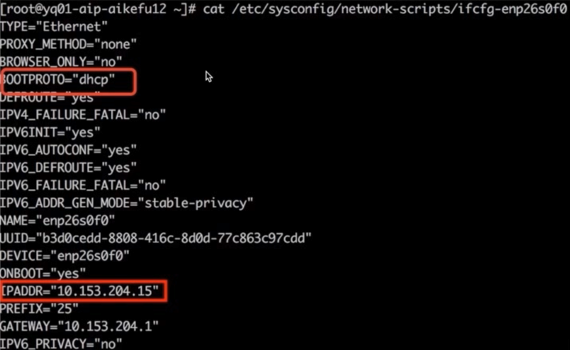 [root@yq01-aip-aikefu12 ~]# cat /etc/sysconfig/network-scripts/ifcfg-enp26s0f0
TYPE="Ethernet"
PROXY_METHOD="none"
BROWSER_ONLY="no"
BOOTPROTO="dhcp"
DEFROUTE="yes"
IPV4_FAILURE_FATAL="no"
IPV6INIT="yes"
IPV6_AUTOCONF="yes"
IPV6_DEFROUTE="yes"
IPV6_FAILURE_FATAL="no"
IPV6_ADDR_GEN_MODE="stable-privacy"
NAME="enp26s0f0"
UUID="b3d0cedd-8808-416c-8d0d-77c863c97cdd"
DEVICE="enp26s0f0"
ONBOOT="yes"
IPADDR="10.153.204.15"
PREFIX="25"
GATEWAY="10.153.204.1"
IPV6_PRIVACY="no"